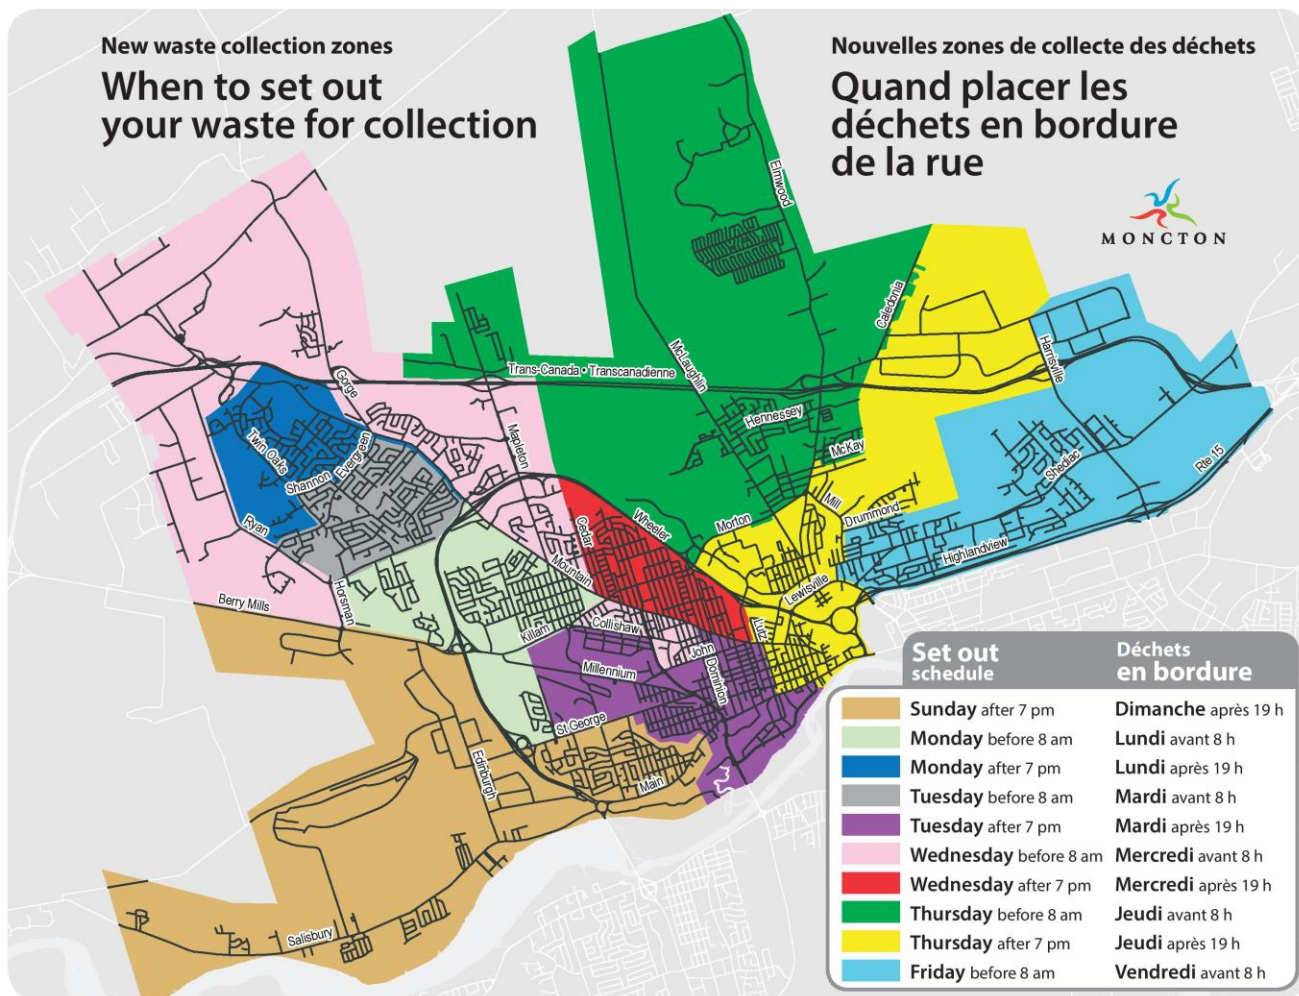 New waste collection zones
When to set out
your waste for collection
Nouvelles zones de collecte des déchets
Quand placer les
déchets en bordure
de la rue
MONCTON
Elmwood
Caledonia
McLaughlin
Harrisville
Trans-Canada • Transcanadienne
Gorge
Mapleton
Hennessey
McKay
Twin Oaks
Evergreen
Shannon
Shediac
Rte 15
Ryan
Wheeler
Mill
Morton
Drummond
Cedar
Highlandview
Mountain
Horsman
Lewisville
Berry Mills
Killam
Collishaw
Lutz
John
Millennium
Dominion
St George
Edinburgh
Main
Salisbury
Set out
schedule
Déchets
en bordure
Sunday after 7 pm Dimanche après 19 h
Monday before 8 am Lundi avant 8 h
Monday after 7 pm Lundi après 19 h
Tuesday before 8 am Mardi avant 8 h
Tuesday after 7 pm Mardi après 19 h
Wednesday before 8 am Mercredi avant 8 h
Wednesday after 7 pm Mercredi après 19 h
Thursday before 8 am Jeudi avant 8 h
Thursday after 7 pm Jeudi après 19 h
Friday before 8 am Vendredi avant 8 h